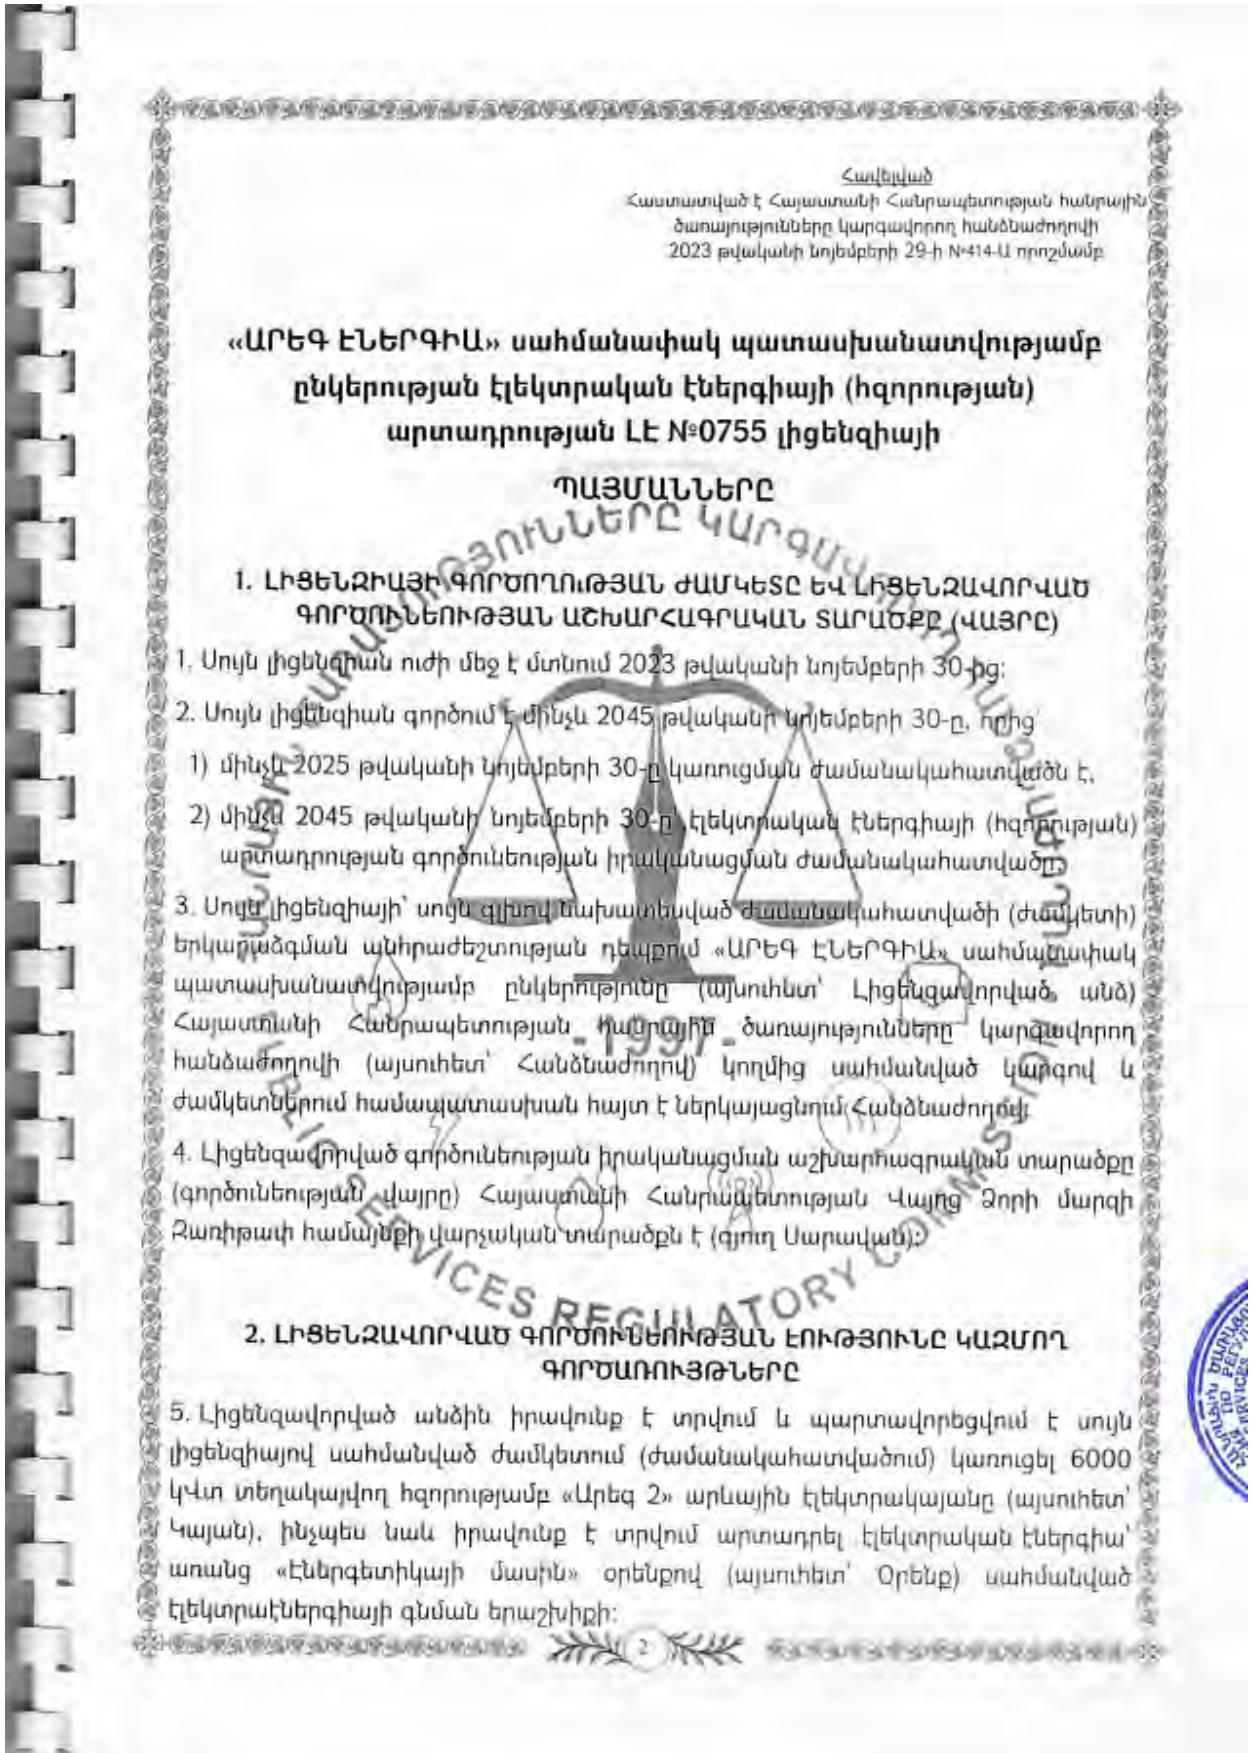 Հավելված
Հաստատված է Հայաստանի Հանրապետության հանրային
ծառայությունները կարգավորող հանձնաժողովի
2023 թվականի նոյեմբերի 29-ի №414-Ա որոշմամբ
«ԱՐԵԳ ԷՆԵՐԳԻԱ» սահմանափակ պատասխանատվությամբ
ընկերության էլեկտրական էներգիայի (հզորության)
արտադրության ԼԷ №0755 լիցենզիայի
ՊԱՅՄԱՆՆԵՐԸ
1. ԼԻՑԵՆԶԻԱՅԻ ԳՈՐԾՈՂՈՒԹՅԱՆ ԺԱՄԿԵՏԸ ԵՎ ԼԻՑԵՆԶԱՎՈՐՎԱԾ
ԳՈՐԾՈՒՆԵՈՒԹՅԱՆ ԱՇԽԱՐՀԱԳՐԱԿԱՆ ՏԱՐԱԾՔԸ (ՎԱՅՐԸ)
1. Սույն լիցենզիան ուժի մեջ է մտնում 2023 թվականի նոյեմբերի 30-ից:
2. Սույն լիցենզիան գործում է մինչև 2045 թվականի նոյեմբերի 30-ը, որից՝
1) մինչև 2025 թվականի նոյեմբերի 30-ը կառուցման ժամանակահատվածն է,
2) մինչև 2045 թվականի նոյեմբերի 30-ը՝ էլեկտրական էներգիայի (հզորության)
արտադրության գործունեության իրականացման ժամանակահատվածը:
3. Սույն լիցենզիայի՝ սույն գլխով նախատեսված ժամանակահատվածի (ժամկետի)
երկարաձգման անհրաժեշտության դեպքում «ԱՐԵԳ ԷՆԵՐԳԻԱ» սահմանափակ
պատասխանատվությամբ ընկերությունը (այսուհետ՝ Լիցենզավորված անձ)
Հայաստանի Հանրապետության հանրային ծառայությունները կարգավորող
հանձնաժողովի (այսուհետ՝ Հանձնաժողով) կողմից սահմանված կարգով և
ժամկետներում համապատասխան հայտ է ներկայացնում Հանձնաժողով:
4. Լիցենզավորված գործունեության իրականացման աշխարհագրական տարածքը
(գործունեության վայրը) Հայաստանի Հանրապետության Վայոց Ձորի մարզի
Զառիթափ համայնքի վարչական տարածքն է (գյուղ Սարավան):
2. ԼԻՑԵՆԶԱՎՈՐՎԱԾ ԳՈՐԾՈՒՆԵՈՒԹՅԱՆ ԷՈՒԹՅՈՒՆԸ ԿԱԶՄՈՂ
ԳՈՐԾԱՌՈՒՅԹՆԵՐԸ
5. Լիցենզավորված անձին իրավունք է տրվում և պարտավորեցվում է սույն
լիցենզիայով սահմանված ժամկետում (ժամանակահատվածում) կառուցել 6000
կՎտ տեղակայվող հզորությամբ «Արեգ 2» արևային էլեկտրակայանը (այսուհետ՝
Կայան), ինչպես նաև իրավունք է տրվում արտադրել էլեկտրական էներգիա՝
առանց «Էներգետիկայի մասին» օրենքով (այսուհետ՝ Օրենք) սահմանված
էլեկտրաէներգիայի գնման երաշխիքի:
2
-1997-
SERVICES REGULATORY COMMISSION